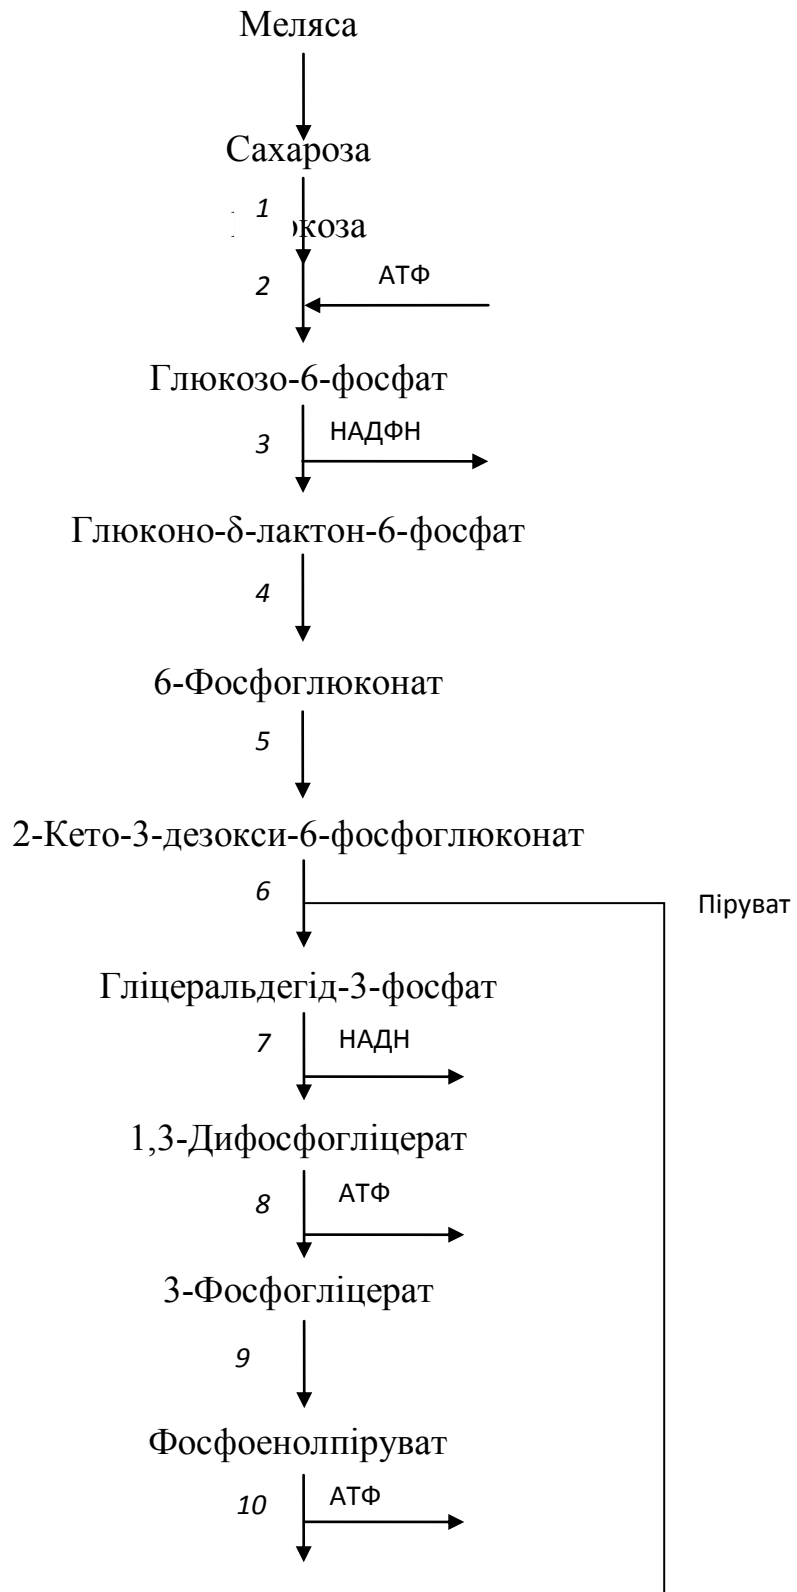 Меляса
Сахароза
1
коза
2
АТФ
Глюкозо-6-фосфат
3
НАДФН
Глюконо-δ-лактон-6-фосфат
4
6-Фосфоглюконат
5
2-Кето-3-дезокси-6-фосфоглюконат
6
Піруват
Гліцеральдегід-3-фосфат
7
НАДН
1,3-Дифосфогліцерат
8
АТФ
3-Фосфогліцерат
9
Фосфоенолпіруват
10
АТФ